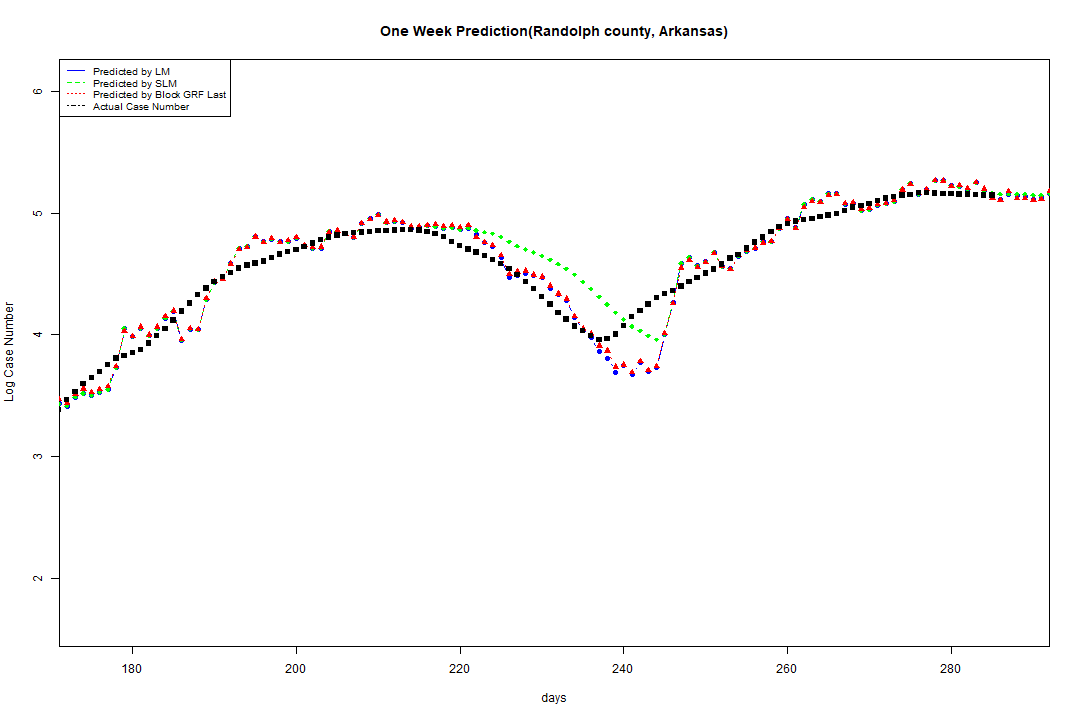 One Week Prediction(Randolph county, Arkansas)
Predicted by LM
Predicted by SLM
Predicted by Block GRF Last
Actual Case Number
6
5
4
3
2
Log Case Number
180 200 220 240 260 280
days